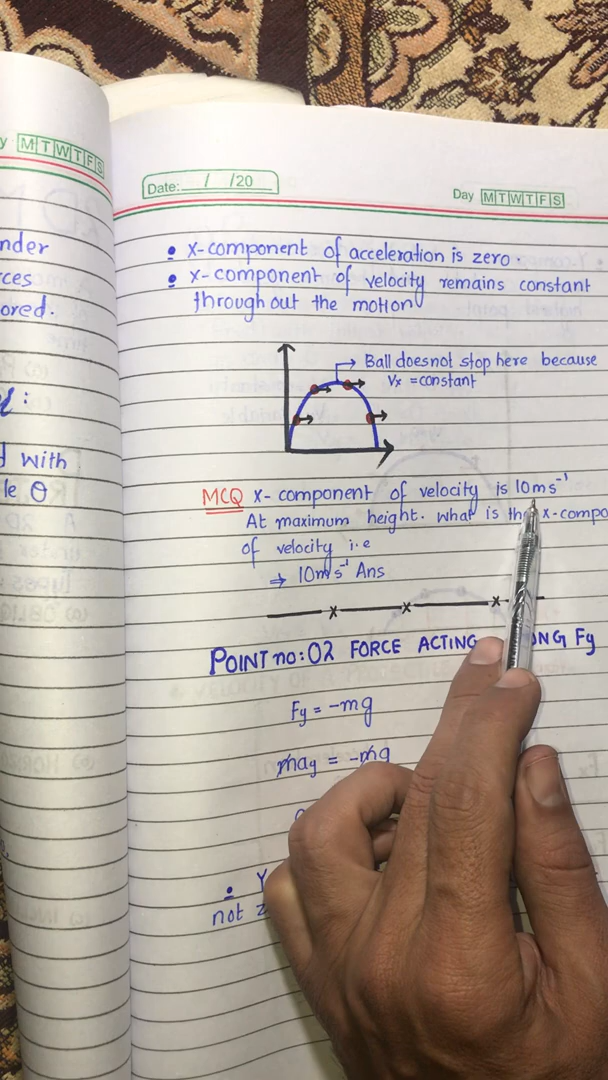 MTWTFS
nder
rces
ored.
d with
le θ
Date: / /20
Day MTWTFS
• x-component of acceleration is zero.
• x-component of velocity remains constant
through out the motion
→ Ball doesnot stop here because
Vx = constant
MCQ x-component of velocity is 10ms⁻¹
At maximum height. what is the x-compo
of velocity i.e
⇒ 10ms⁻¹ Ans
POINT no:02 FORCE ACTING ONG Fy
Fy = -mg
may = -mg
• Y
not z